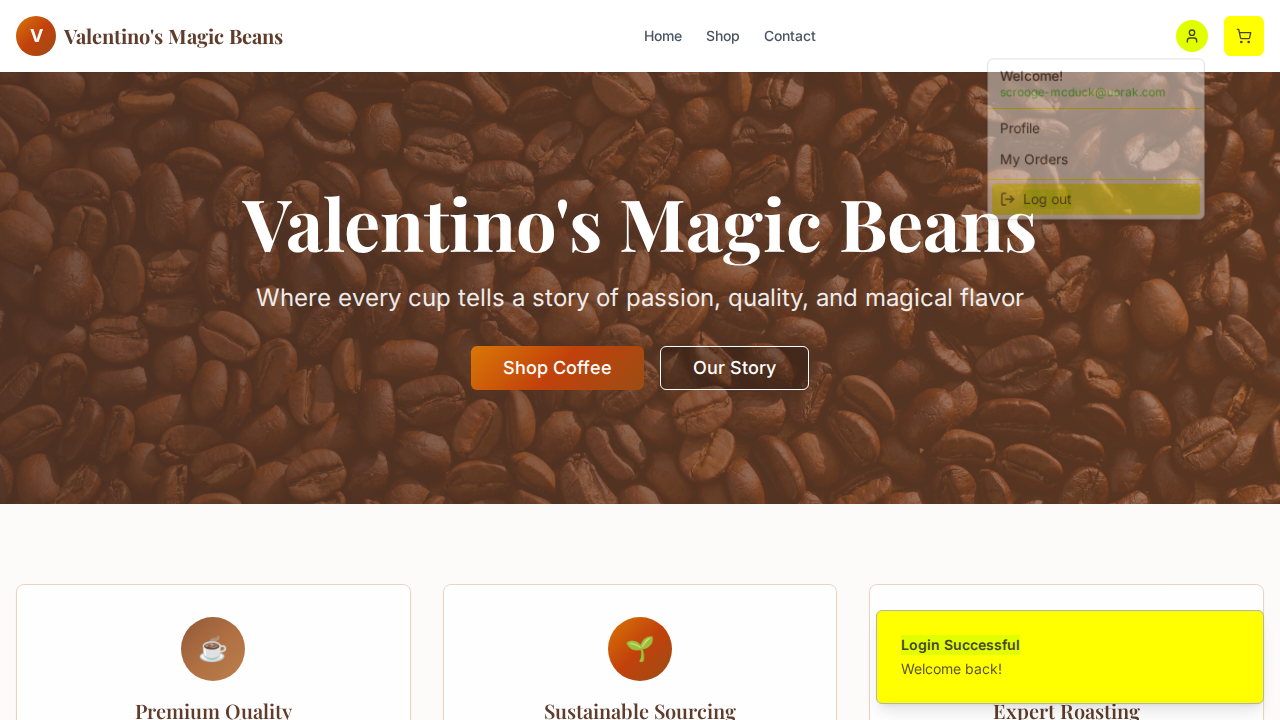 V
Valentino's Magic Beans
Home
Shop
Contact
Welcome!
scrooge-mcduck@uorak.com
Profile
My Orders
Log out
Valentino's Magic Beans
Where every cup tells a story of passion, quality, and magical flavor
Shop Coffee
Our Story
Premium Quality
Sustainable Sourcing
Expert Roasting
Login Successful
Welcome back!